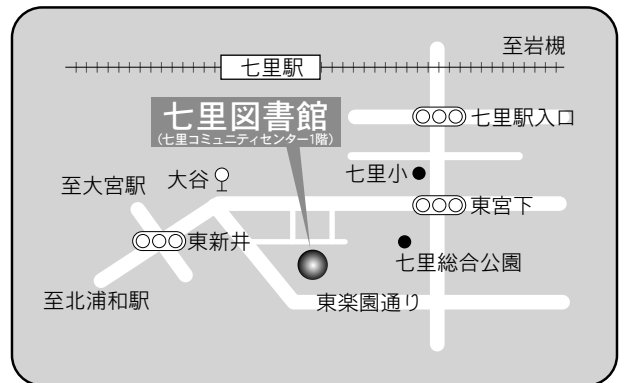 至岩槻
七里駅
七里図書館
(七里コミュニティセンター1階)
七里駅入口
七里小
大谷
至大宮駅
東宮下
東新井
七里総合公園
至北浦和駅
東楽園通り